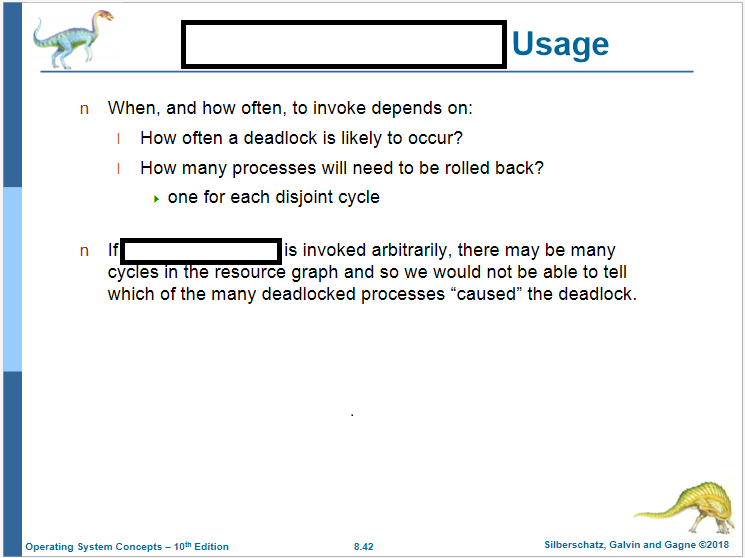 Usage
n When, and how often, to invoke depends on:
l How often a deadlock is likely to occur?
l How many processes will need to be rolled back?
one for each disjoint cycle
n If is invoked arbitrarily, there may be many
cycles in the resource graph and so we would not be able to tell
which of the many deadlocked processes “caused” the deadlock.
.
Operating System Concepts – 10th Edition
8.42
Silberschatz, Galvin and Gagne ©2018